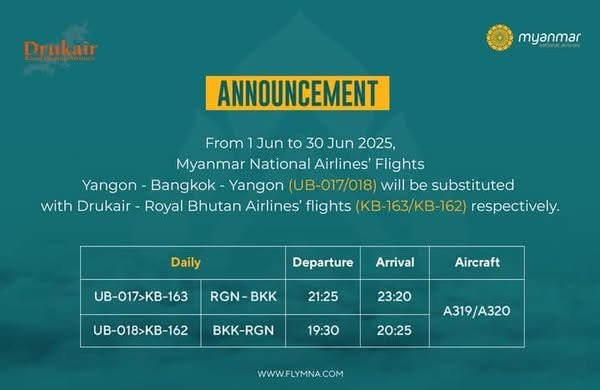 Drukair
Royal Bhutan Airlines
myanmar
national airlines
ANNOUNCEMENT
From 1 Jun to 30 Jun 2025,
Myanmar National Airlines' Flights
Yangon - Bangkok - Yangon (UB-017/018) will be substituted
with Drukair - Royal Bhutan Airlines' flights (KB-163/KB-162) respectively.
Daily Departure Arrival Aircraft
UB-017>KB-163 RGN - BKK 21:25 23:20 A319/A320
UB-018>KB-162 BKK-RGN 19:30 20:25
WWW.FLYMNA.COM